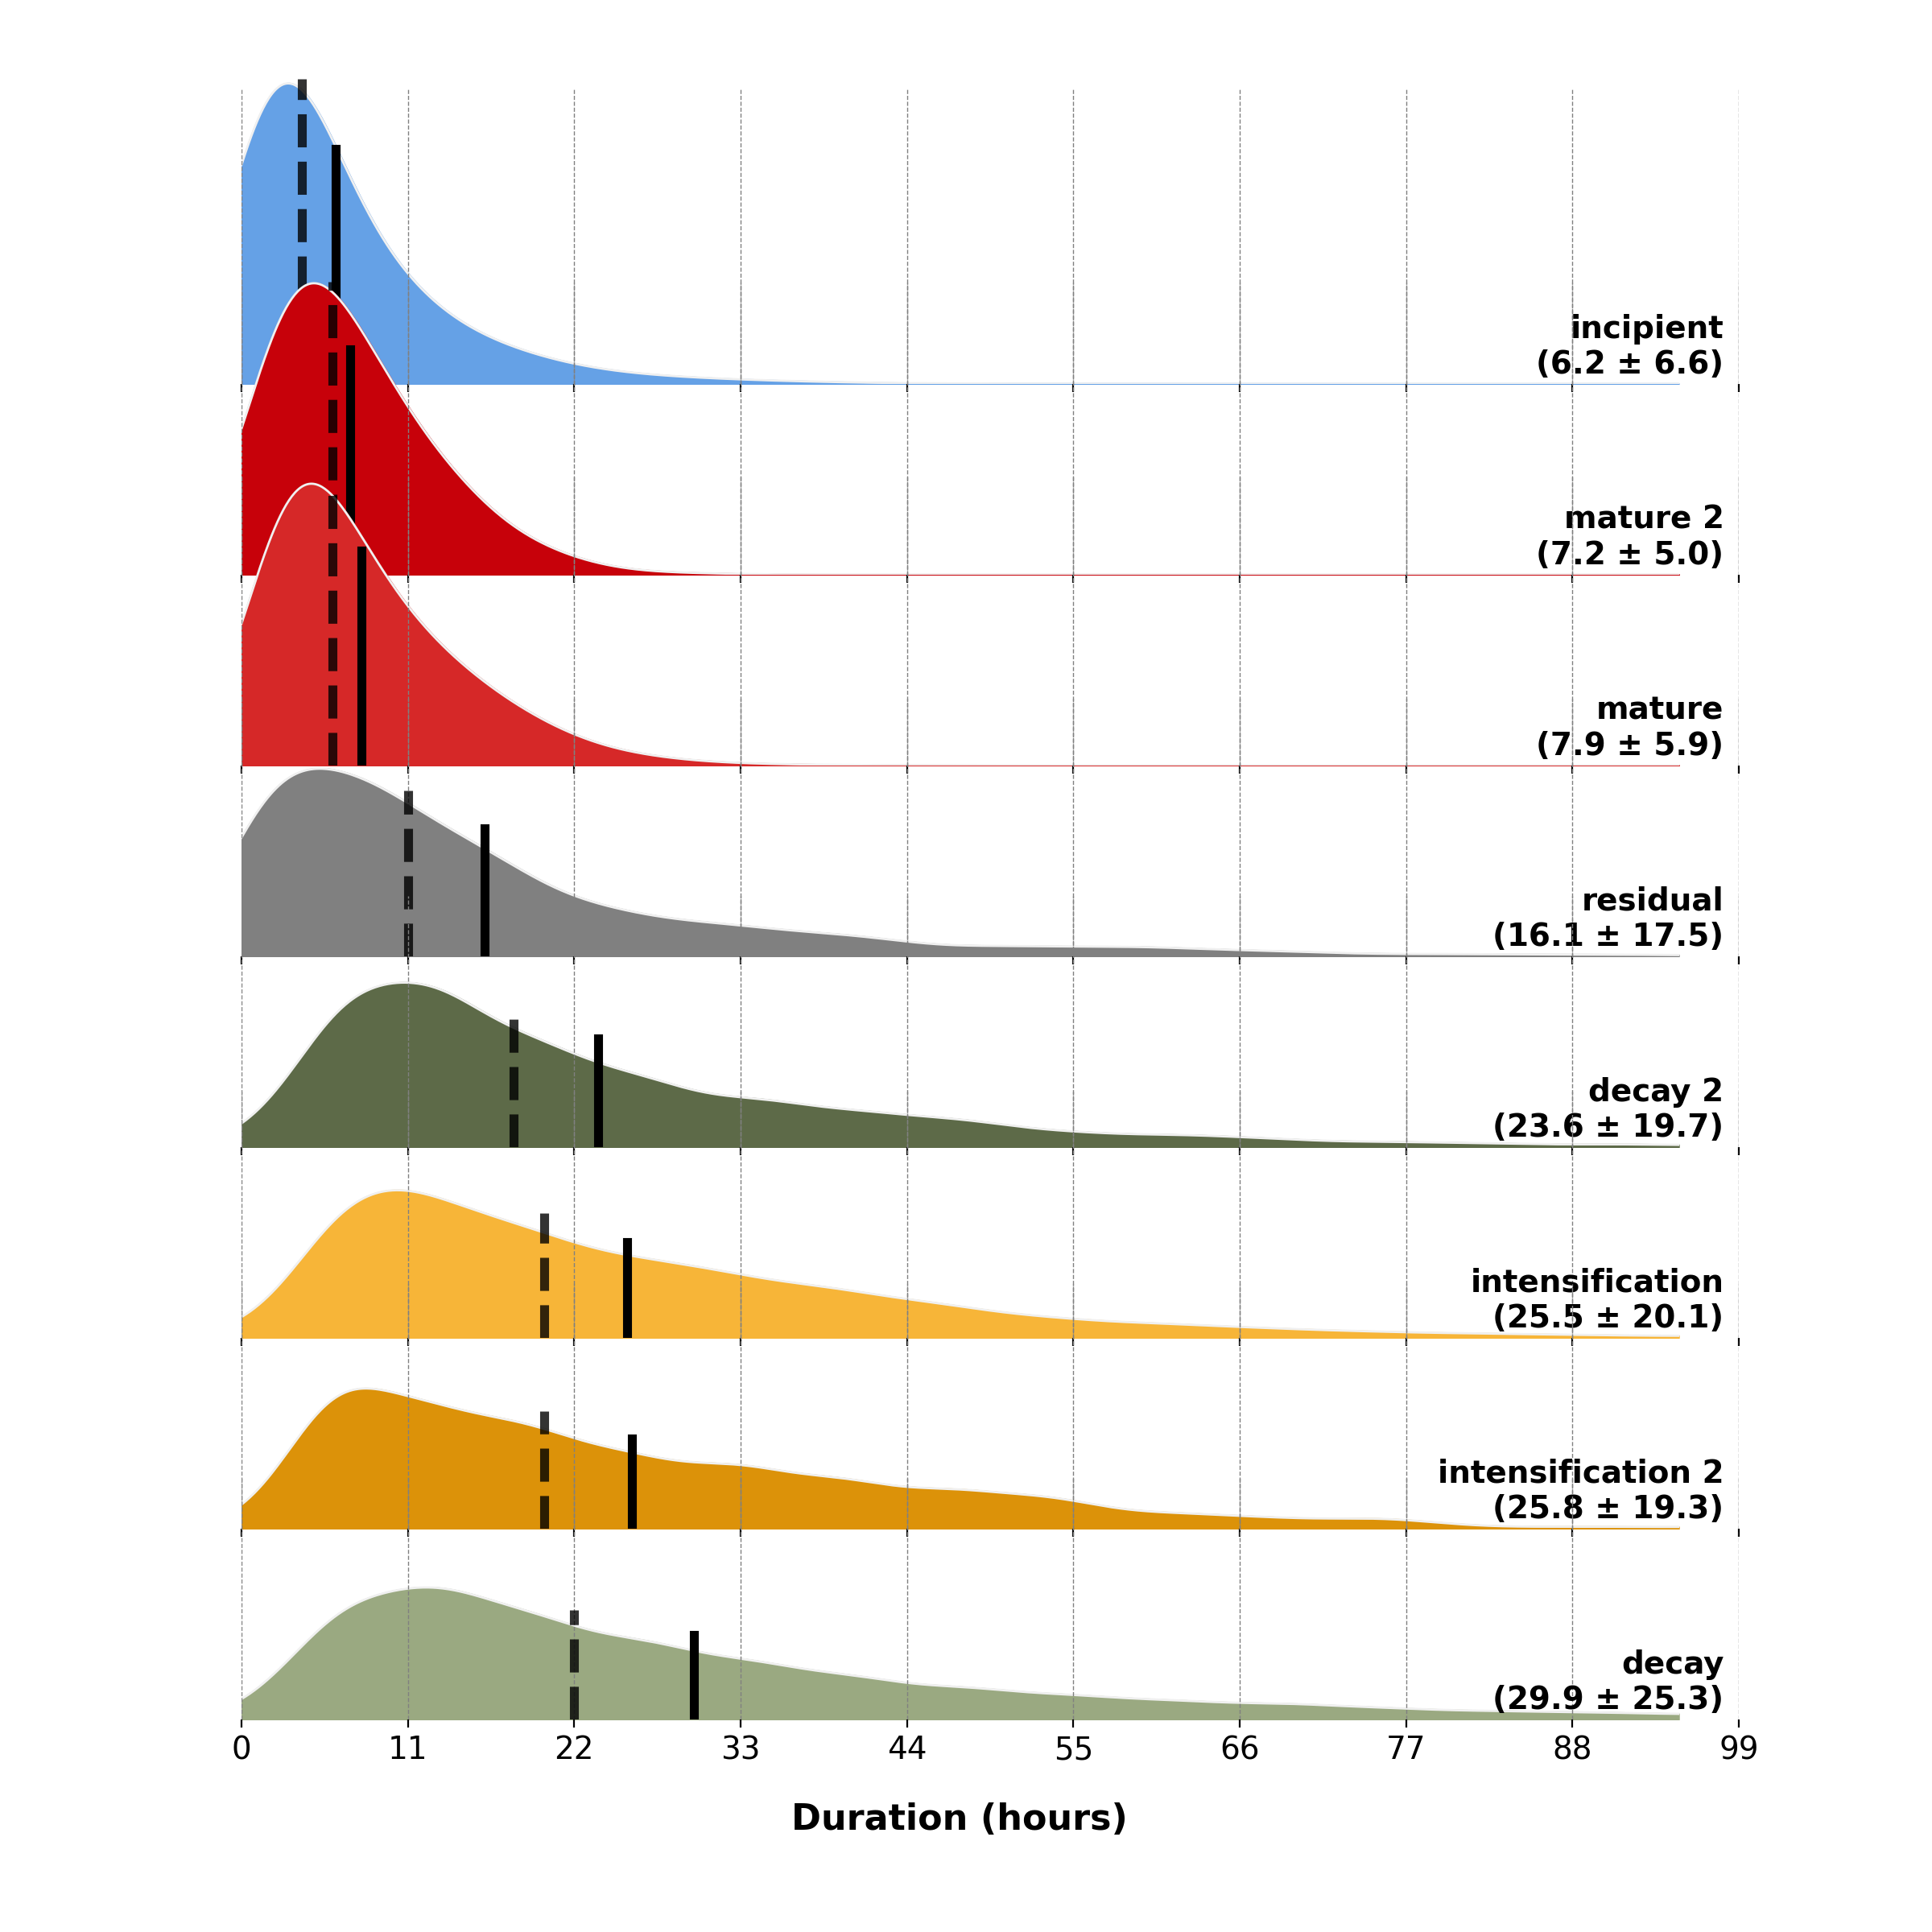 incipient
(6.2 ± 6.6)
mature 2
(7.2 ± 5.0)
mature
(7.9 ± 5.9)
residual
(16.1 ± 17.5)
decay 2
(23.6 ± 19.7)
intensification
(25.5 ± 20.1)
intensification 2
(25.8 ± 19.3)
decay
(29.9 ± 25.3)
0 11 22 33 44 55 66 77 88 99
Duration (hours)